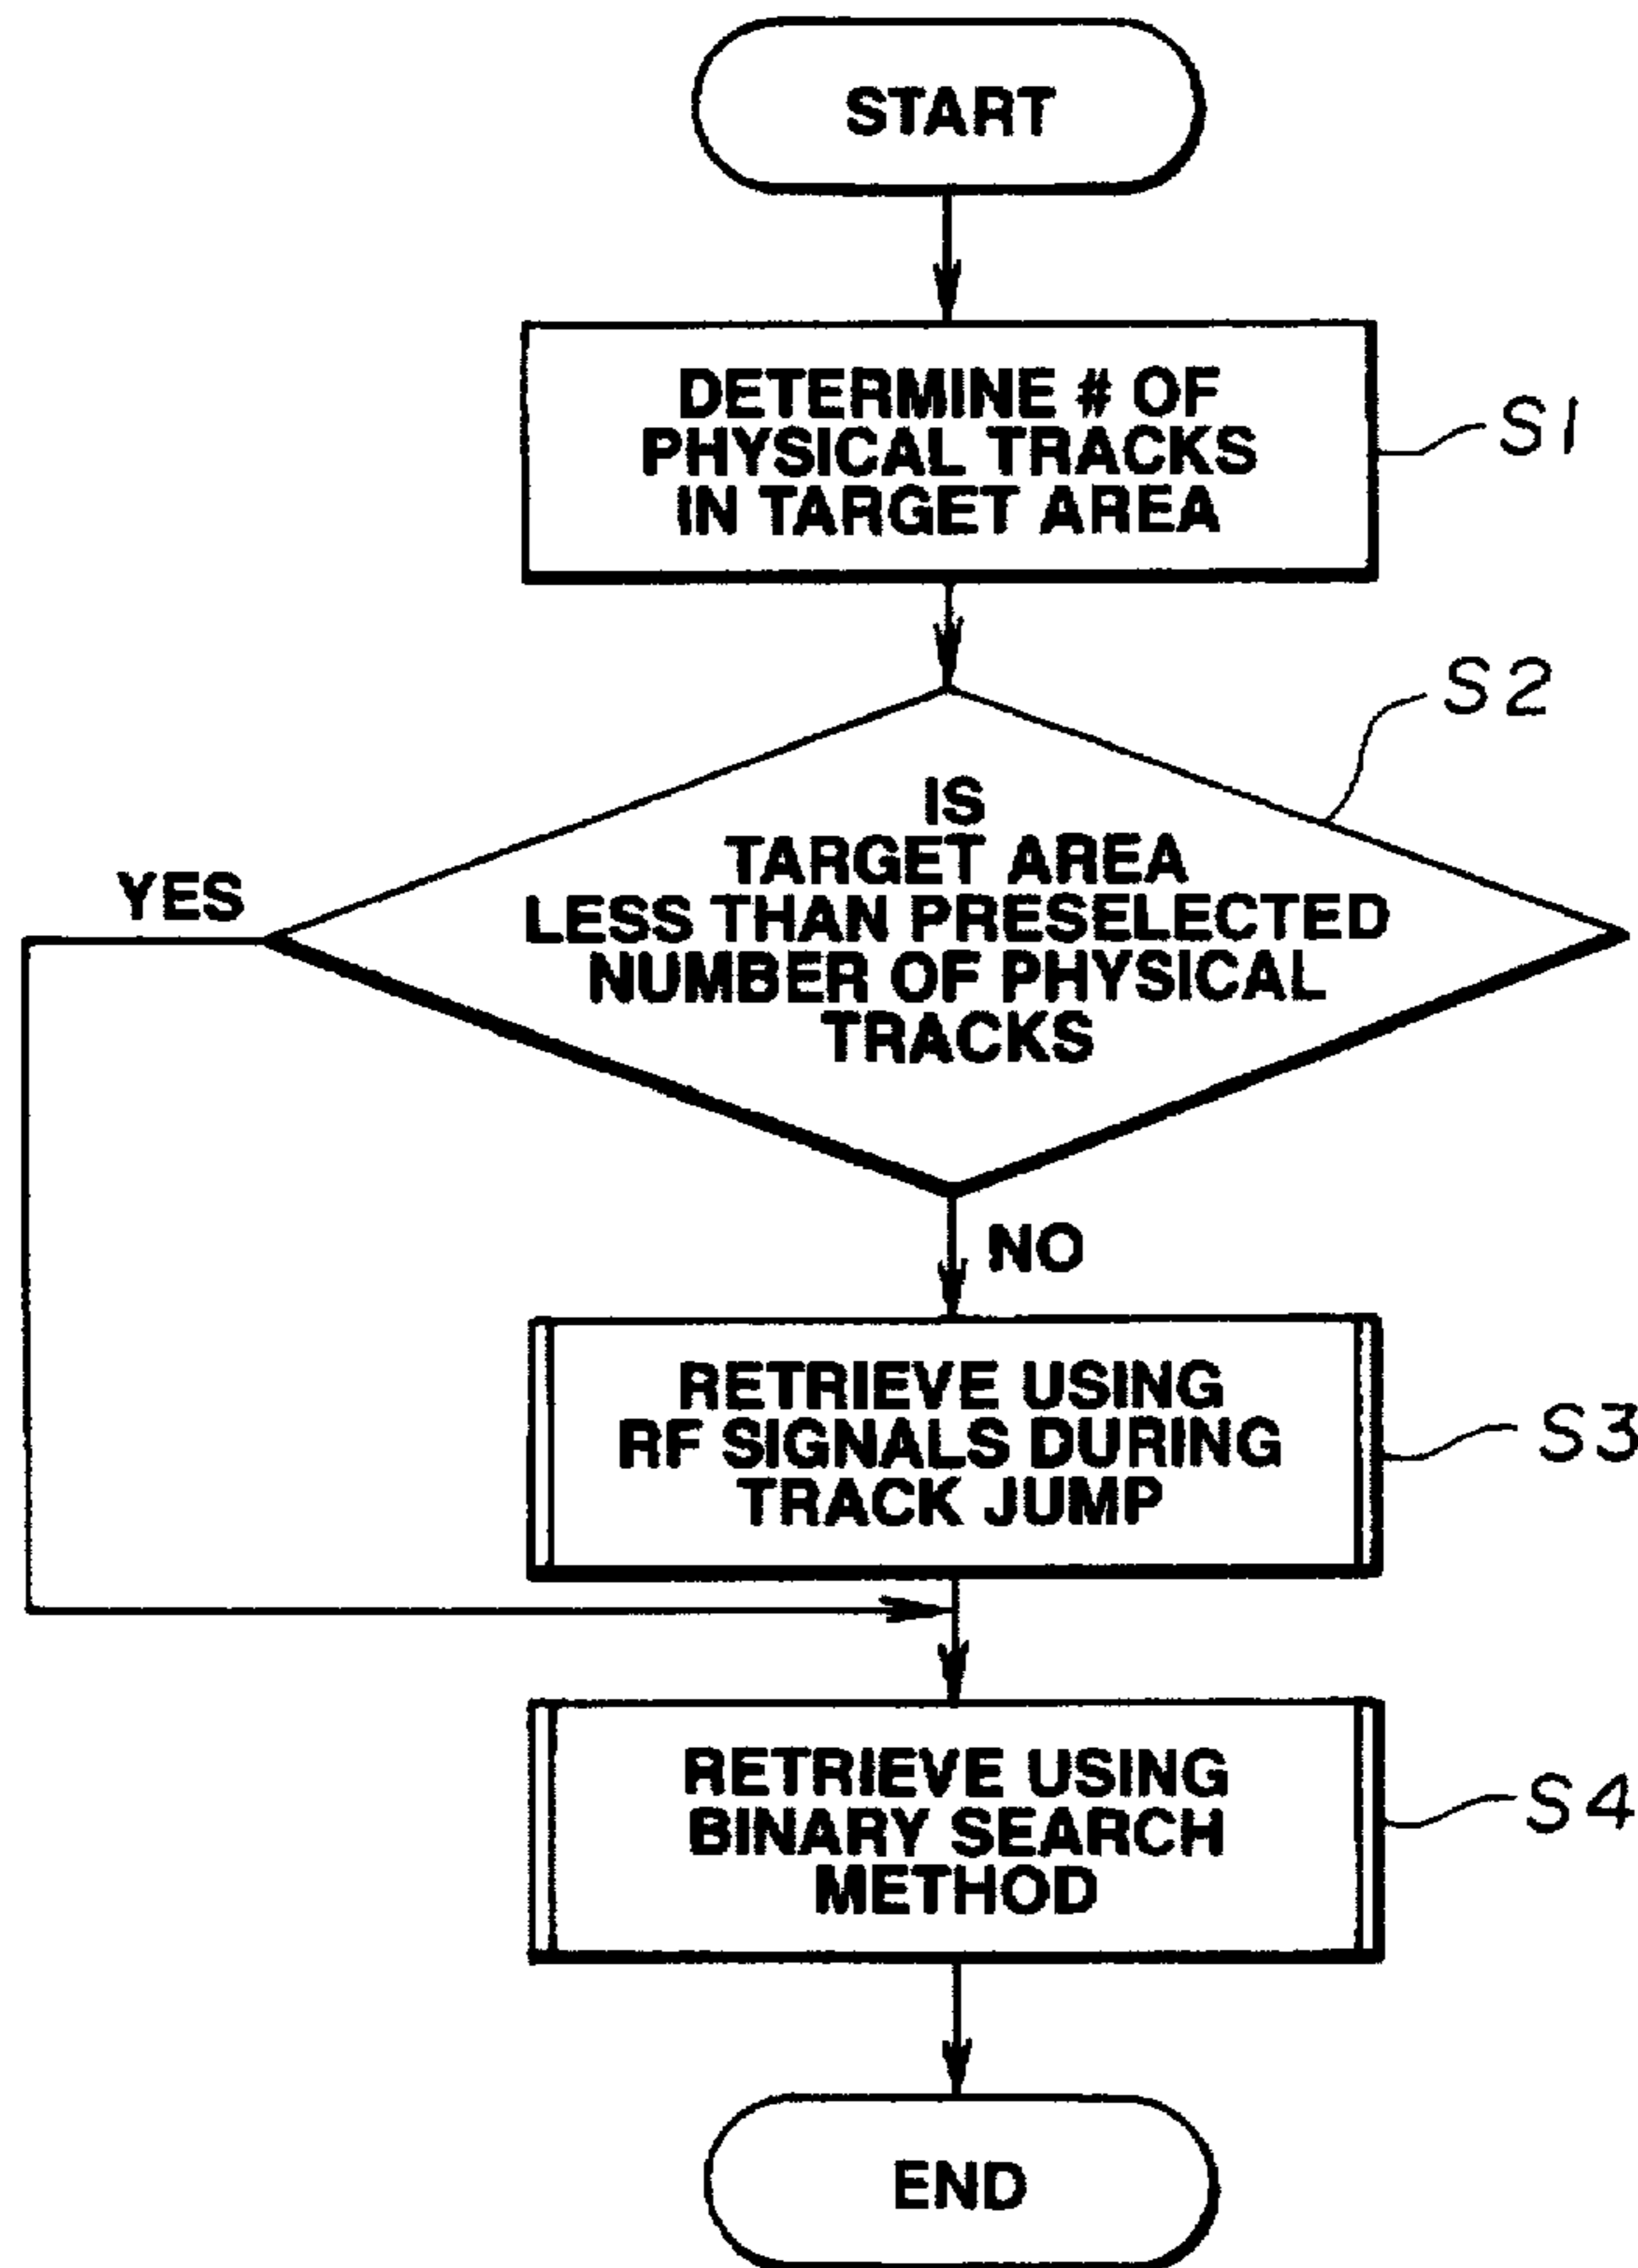 START
DETERMINE # OF
PHYSICAL TRACKS
IN TARGET AREA
S1
S2
IS
TARGET AREA
LESS THAN PRESELECTED
NUMBER OF PHYSICAL
TRACKS
YES
NO
RETRIEVE USING
RF SIGNALS DURING
TRACK JUMP
S3
RETRIEVE USING
BINARY SEARCH
METHOD
S4
END